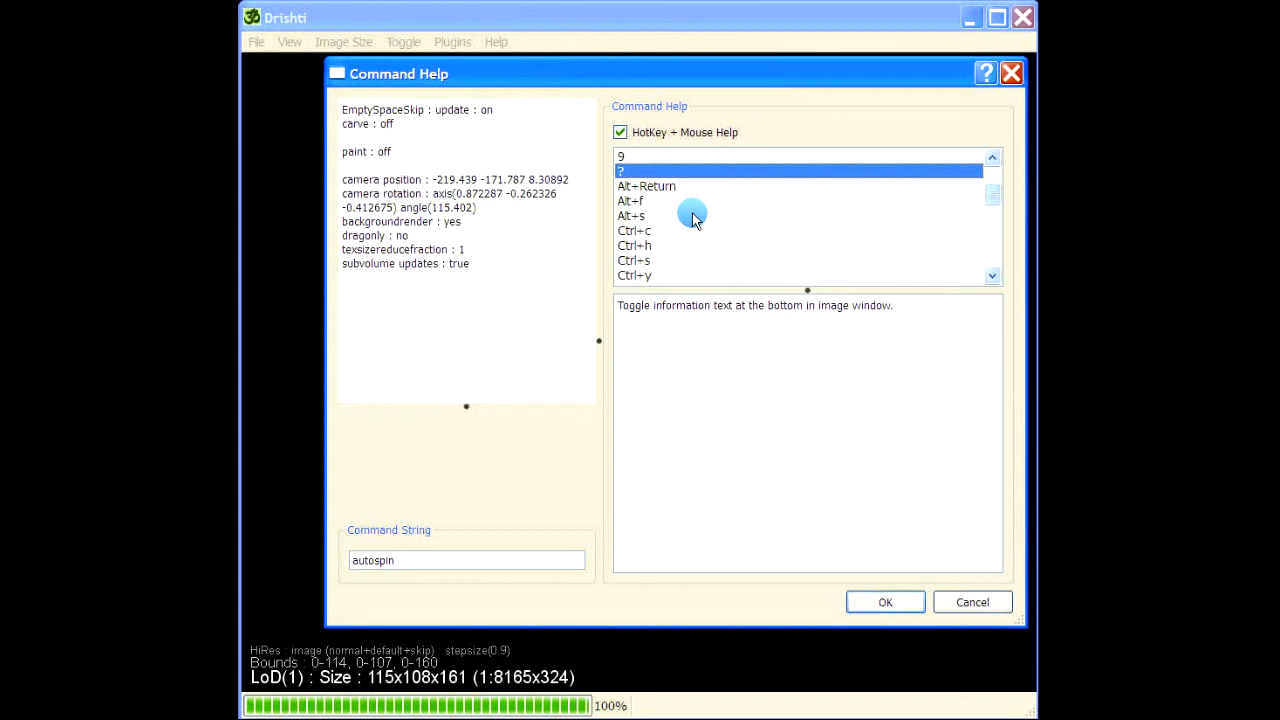 Drishti
File View Image Size Toggle Plugins Help
Command Help
EmptySpaceSkip : update : on
carve : off
paint : off
camera position : -219.439 -171.787 8.30892
camera rotation : axis(0.872287 -0.262326
-0.412675) angle(115.402)
backgroundrender : yes
dragonly : no
texsizereducefraction : 1
subvolume updates : true
Command String
autospin
Command Help
HotKey + Mouse Help
9
?
Alt+Return
Alt+f
Alt+s
Ctrl+c
Ctrl+h
Ctrl+s
Ctrl+y
Toggle information text at the bottom in image window.
OK Cancel
HiRes : image (normal+default+skip) : stepsize(0.9)
Bounds : 0-114, 0-107, 0-160
LoD(1) : Size : 115x108x161 (1:8165x324)
100%